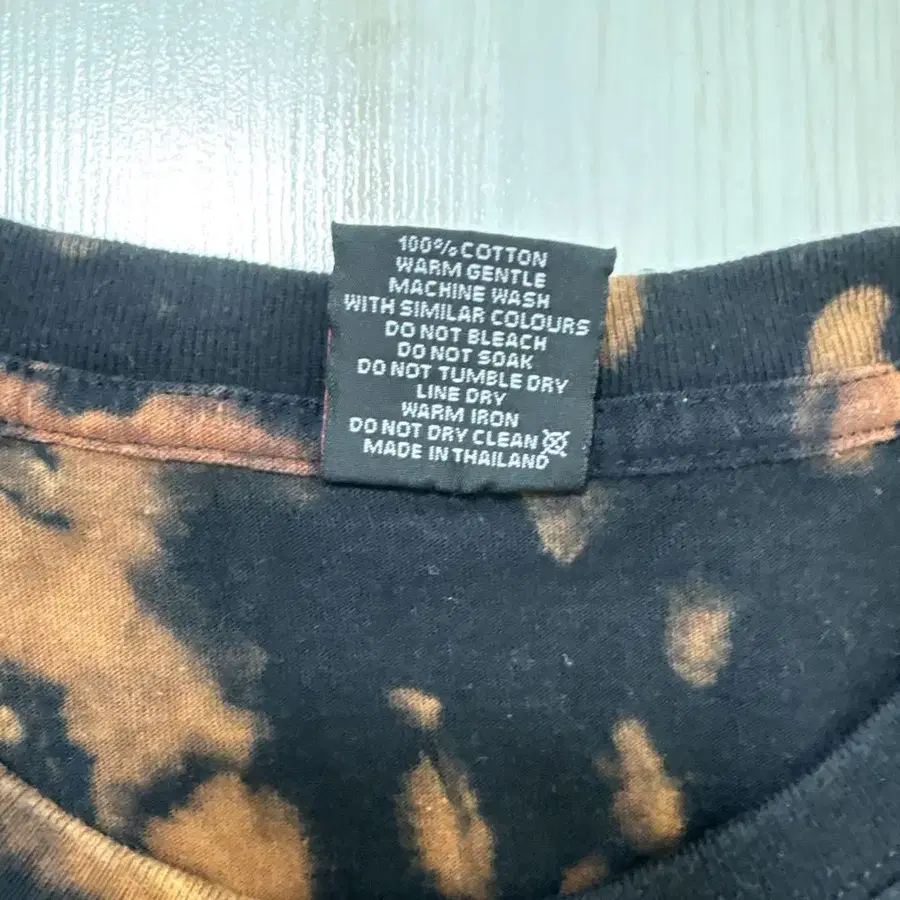 100% COTTON
WARM GENTLE
MACHINE WASH
WITH SIMILAR COLOURS
DO NOT BLEACH
DO NOT SOAK
DO NOT TUMBLE DRY
LINE DRY
WARM IRON
DO NOT DRY CLEAN
MADE IN THAILAND